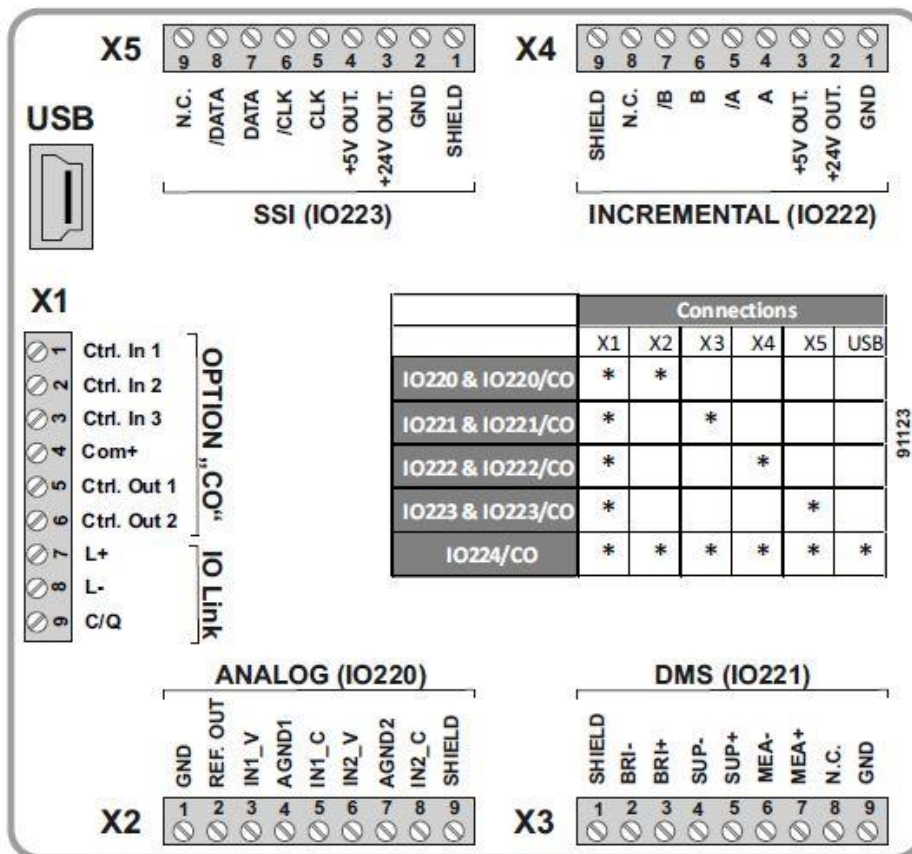 X5
9 8 7 6 5 4 3 2 1
N.C. /DATA DATA /CLK CLK +5V OUT. +24V OUT. GND SHIELD
SSI (IO223)
X4
9 8 7 6 5 4 3 2 1
SHIELD N.C. /B B /A A +5V OUT. +24V OUT. GND
INCREMENTAL (IO222)
USB
X1
1 Ctrl. In 1
2 Ctrl. In 2
3 Ctrl. In 3
4 Com+
5 Ctrl. Out 1
6 Ctrl. Out 2
7 L+
8 L-
9 C/Q
OPTION „CO“
IO Link
Connections
X1 X2 X3 X4 X5 USB
IO220 & IO220/CO * *
IO221 & IO221/CO * *
IO222 & IO222/CO * *
IO223 & IO223/CO * *
IO224/CO * * * * * *
91123
ANALOG (IO220)
GND REF. OUT IN1_V AGND1 IN1_C IN2_V AGND2 IN2_C SHIELD
1 2 3 4 5 6 7 8 9
X2
DMS (IO221)
SHIELD BRI- BRI+ SUP- SUP+ MEA- MEA+ N.C. GND
1 2 3 4 5 6 7 8 9
X3